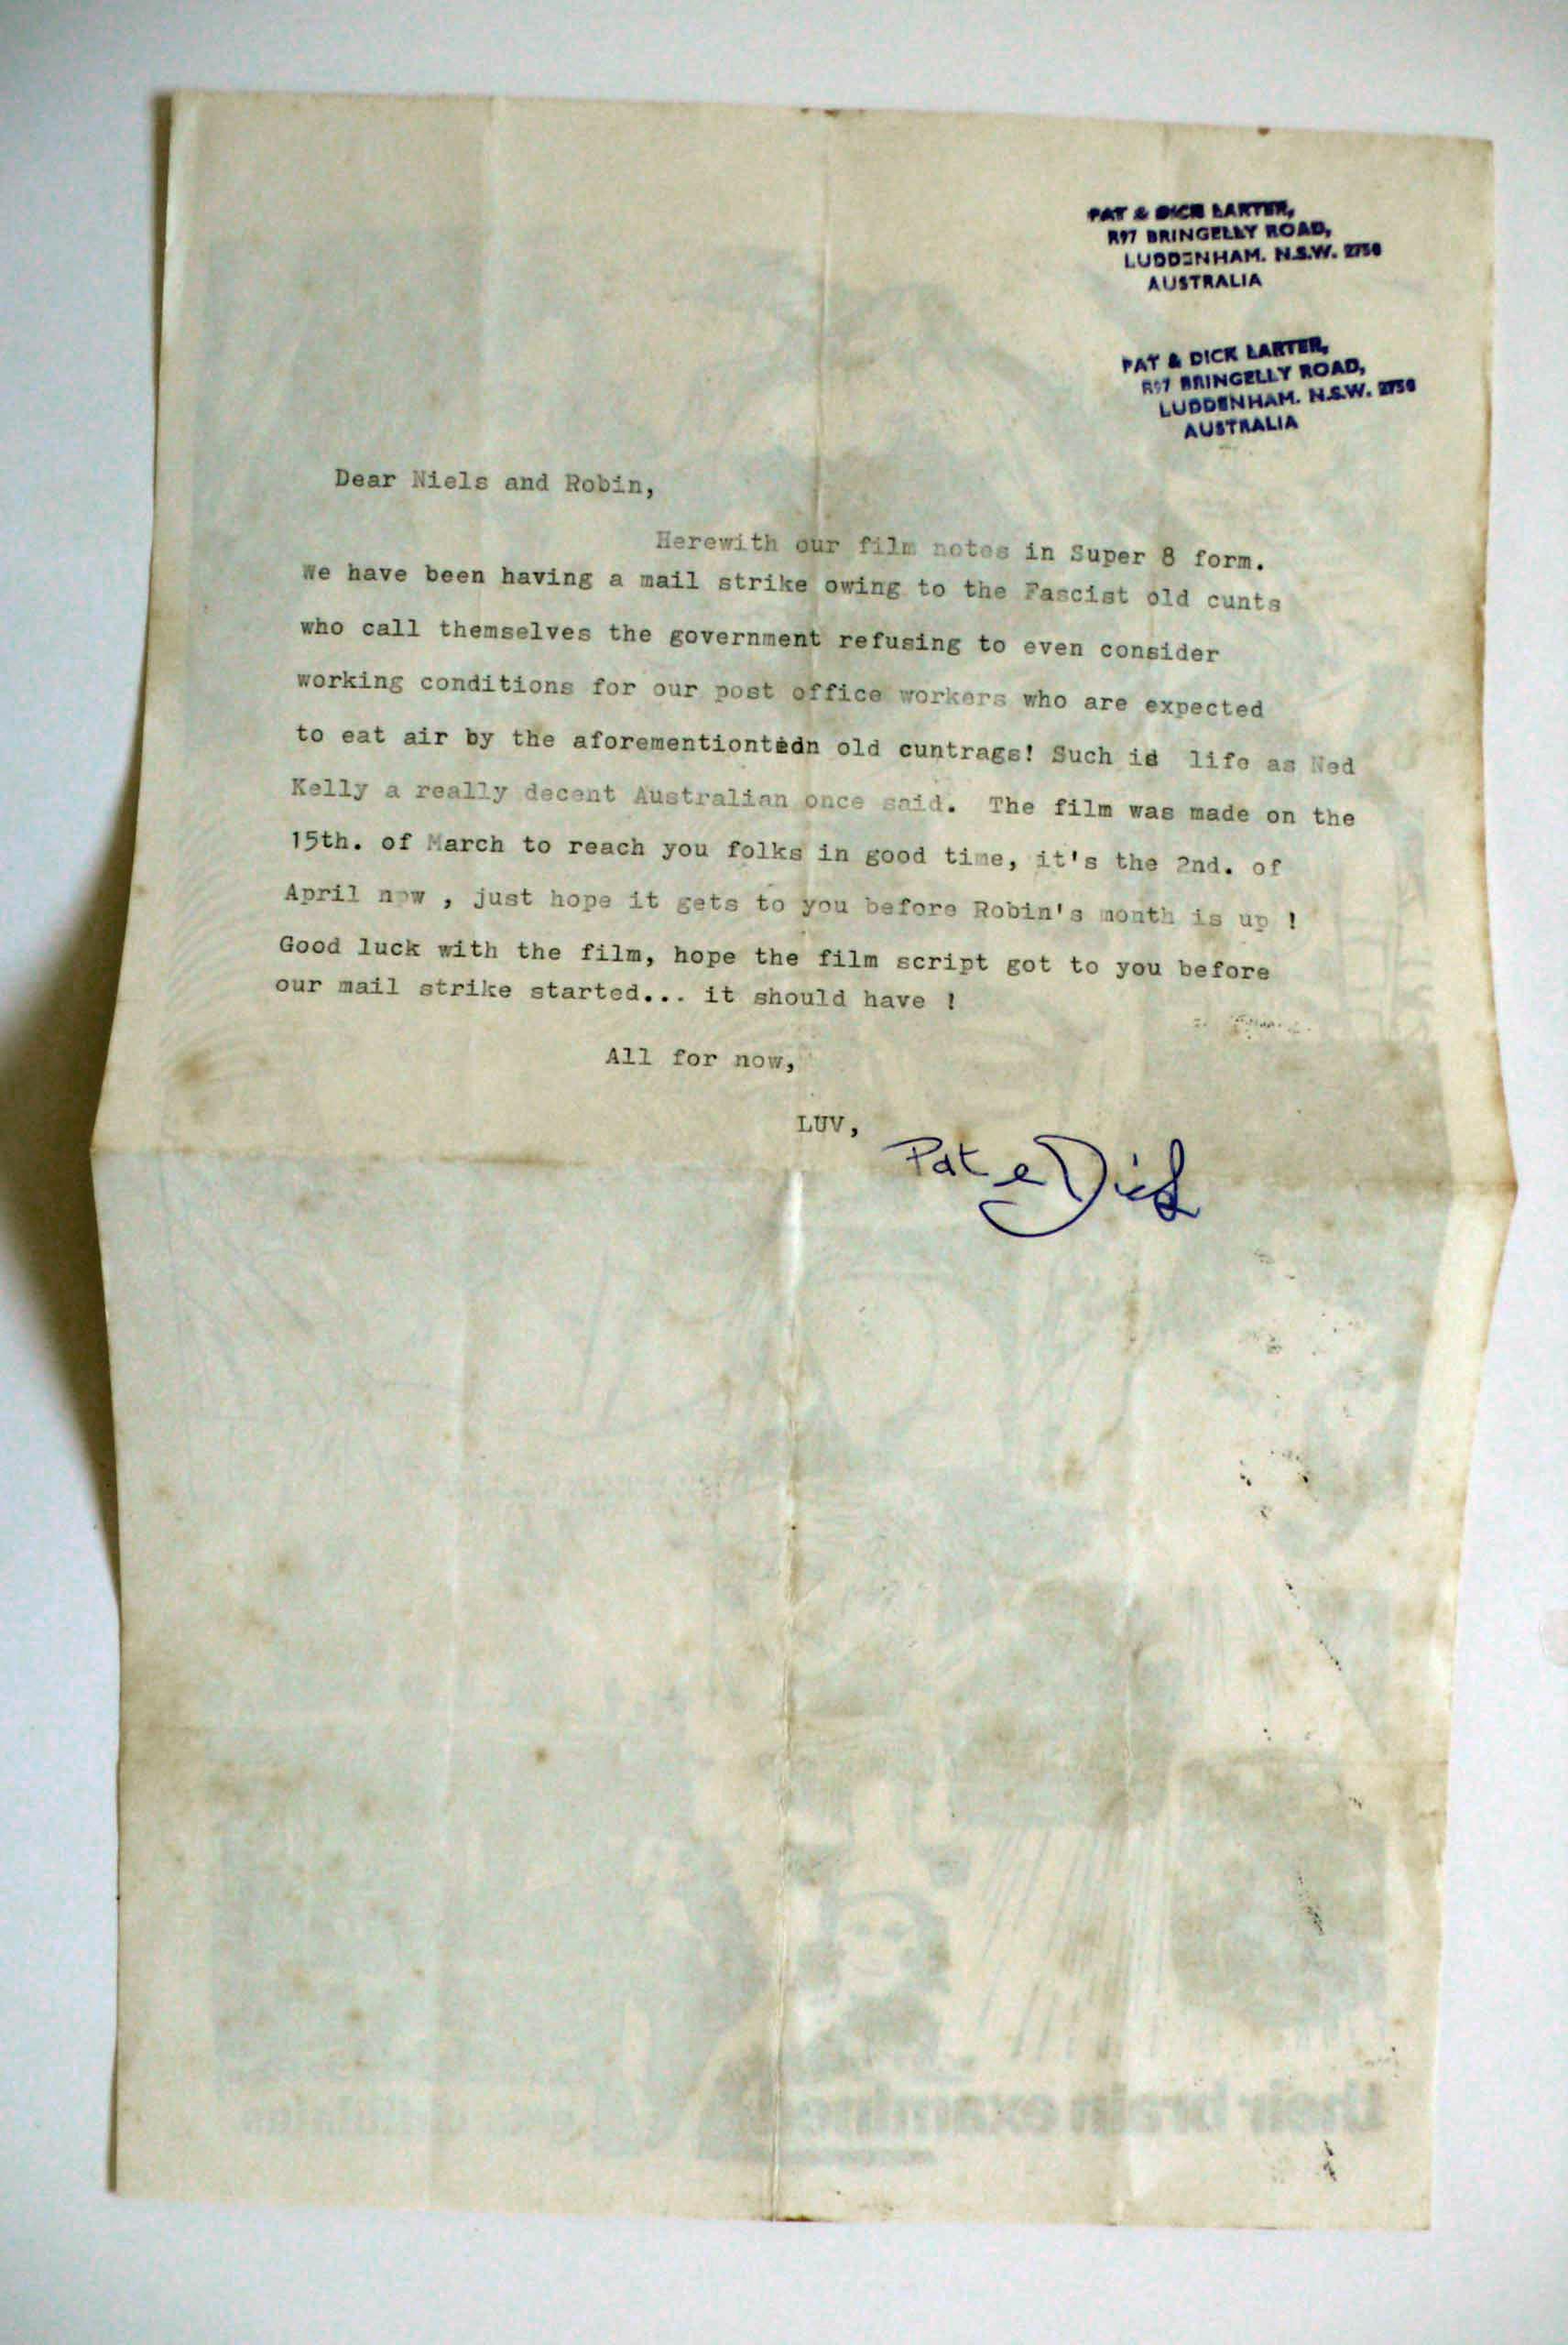 PAT & DICK LARTER,
R97 BRINGELLY ROAD,
LUDDENHAM. N.S.W. 2750
AUSTRALIA
PAT & DICK LARTER,
R97 BRINGELLY ROAD,
LUDDENHAM. N.S.W. 2750
AUSTRALIA
Dear Niels and Robin,
Herewith our film notes in Super 8 form.
We have been having a mail strike owing to the Fascist old cunts
who call themselves the government refusing to even consider
working conditions for our post office workers who are expected
to eat air by the aforementiontedn old cuntrags! Such id life as Ned
Kelly a really decent Australian once said. The film was made on the
15th. of March to reach you folks in good time, it's the 2nd. of
April now , just hope it gets to you before Robin's month is up !
Good luck with the film, hope the film script got to you before
our mail strike started... it should have !
All for now,
LUV,
Pat & Dick
their brain